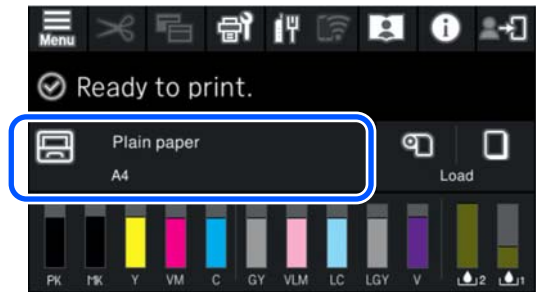 Menu
Ready to print.
Plain paper
A4
Load
PK MK Y VM C GY VLM LC LGY V 2 1